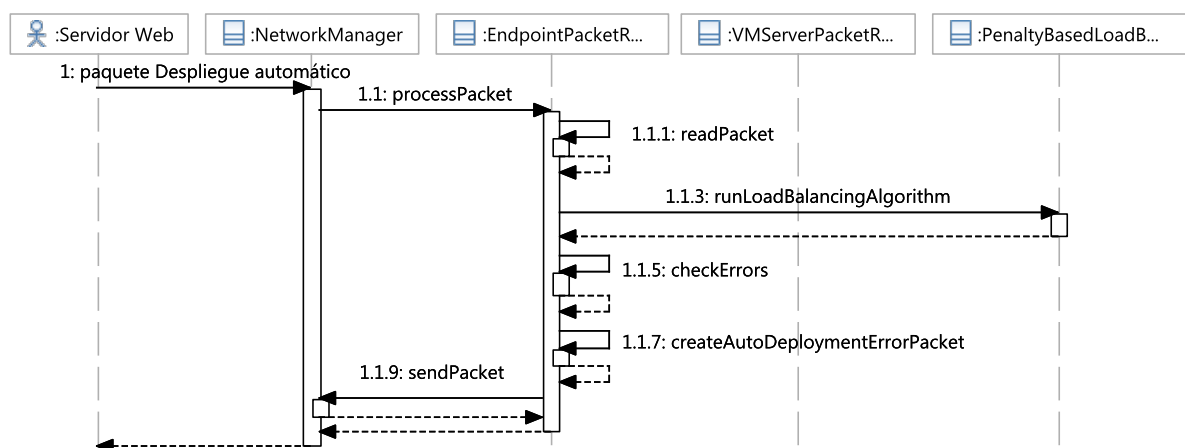 :Servidor Web
:NetworkManager
:EndpointPacketR...
:VMServerPacketR...
:PenaltyBasedLoadB...
1: paquete Despliegue automático
1.1: processPacket
1.1.1: readPacket
1.1.3: runLoadBalancingAlgorithm
1.1.5: checkErrors
1.1.7: createAutoDeploymentErrorPacket
1.1.9: sendPacket